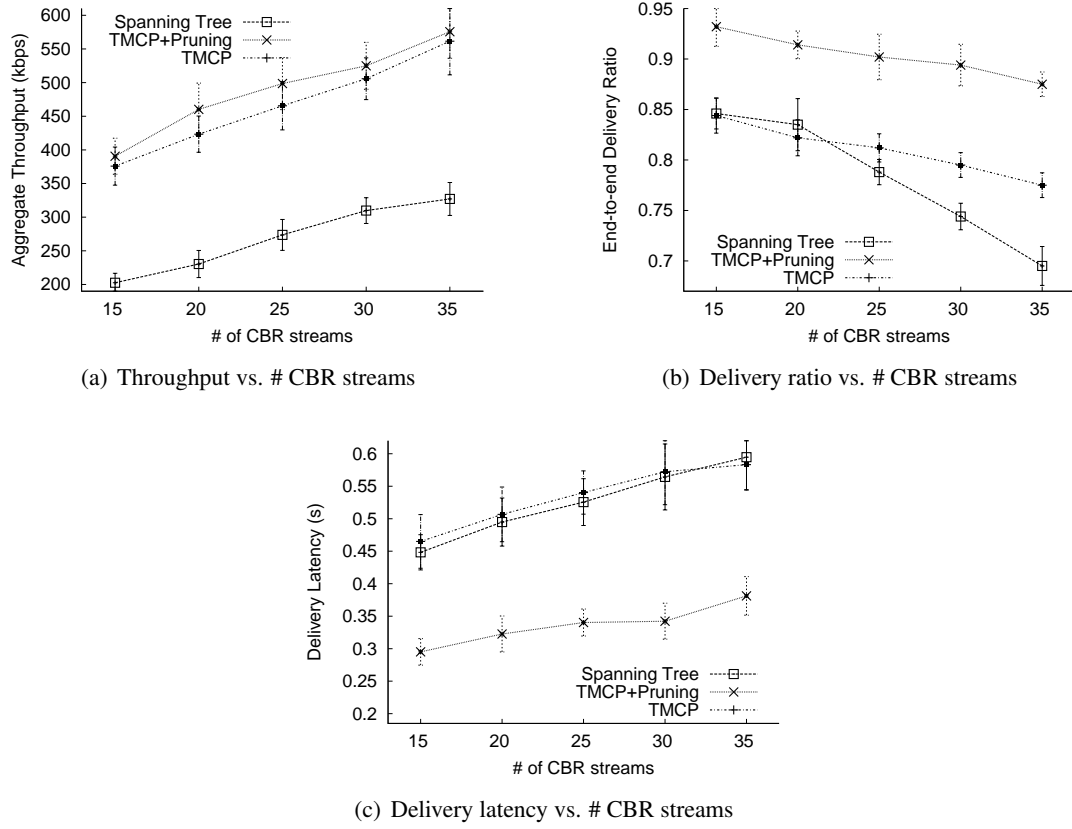 Aggregate Throughput (kbps)
600
550
500
450
400
350
300
250
200
Spanning Tree
TMCP+Pruning
TMCP
15 20 25 30 35
# of CBR streams
(a) Throughput vs. # CBR streams
End-to-end Delivery Ratio
0.95
0.9
0.85
0.8
0.75
0.7
Spanning Tree
TMCP+Pruning
TMCP
15 20 25 30 35
# of CBR streams
(b) Delivery ratio vs. # CBR streams
Delivery Latency (s)
0.6
0.55
0.5
0.45
0.4
0.35
0.3
0.25
0.2
Spanning Tree
TMCP+Pruning
TMCP
15 20 25 30 35
# of CBR streams
(c) Delivery latency vs. # CBR streams